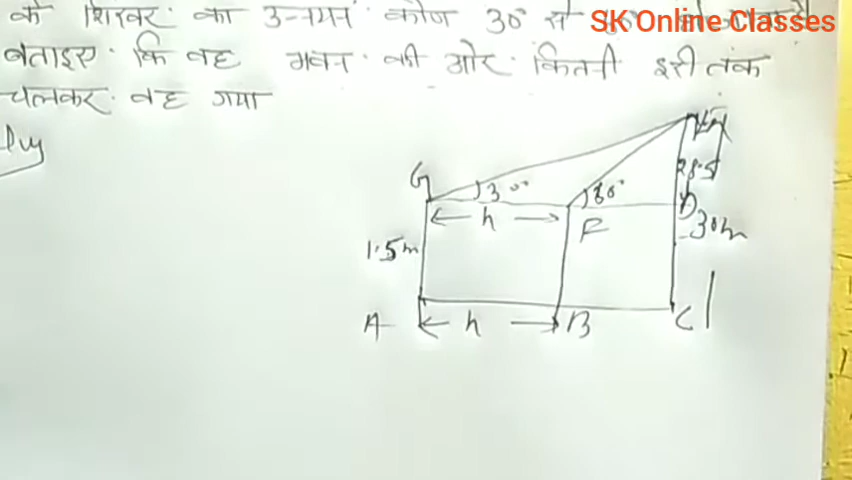 के शिखर का उन्नयन कोण 30° से
SK Online Classes
बताइए कि वह भवन की ओर कितनी दूरी तक
चलकर वह गया
G
30°
60°
28.5
D
h
F
30m
1.5m
A
h
B
C